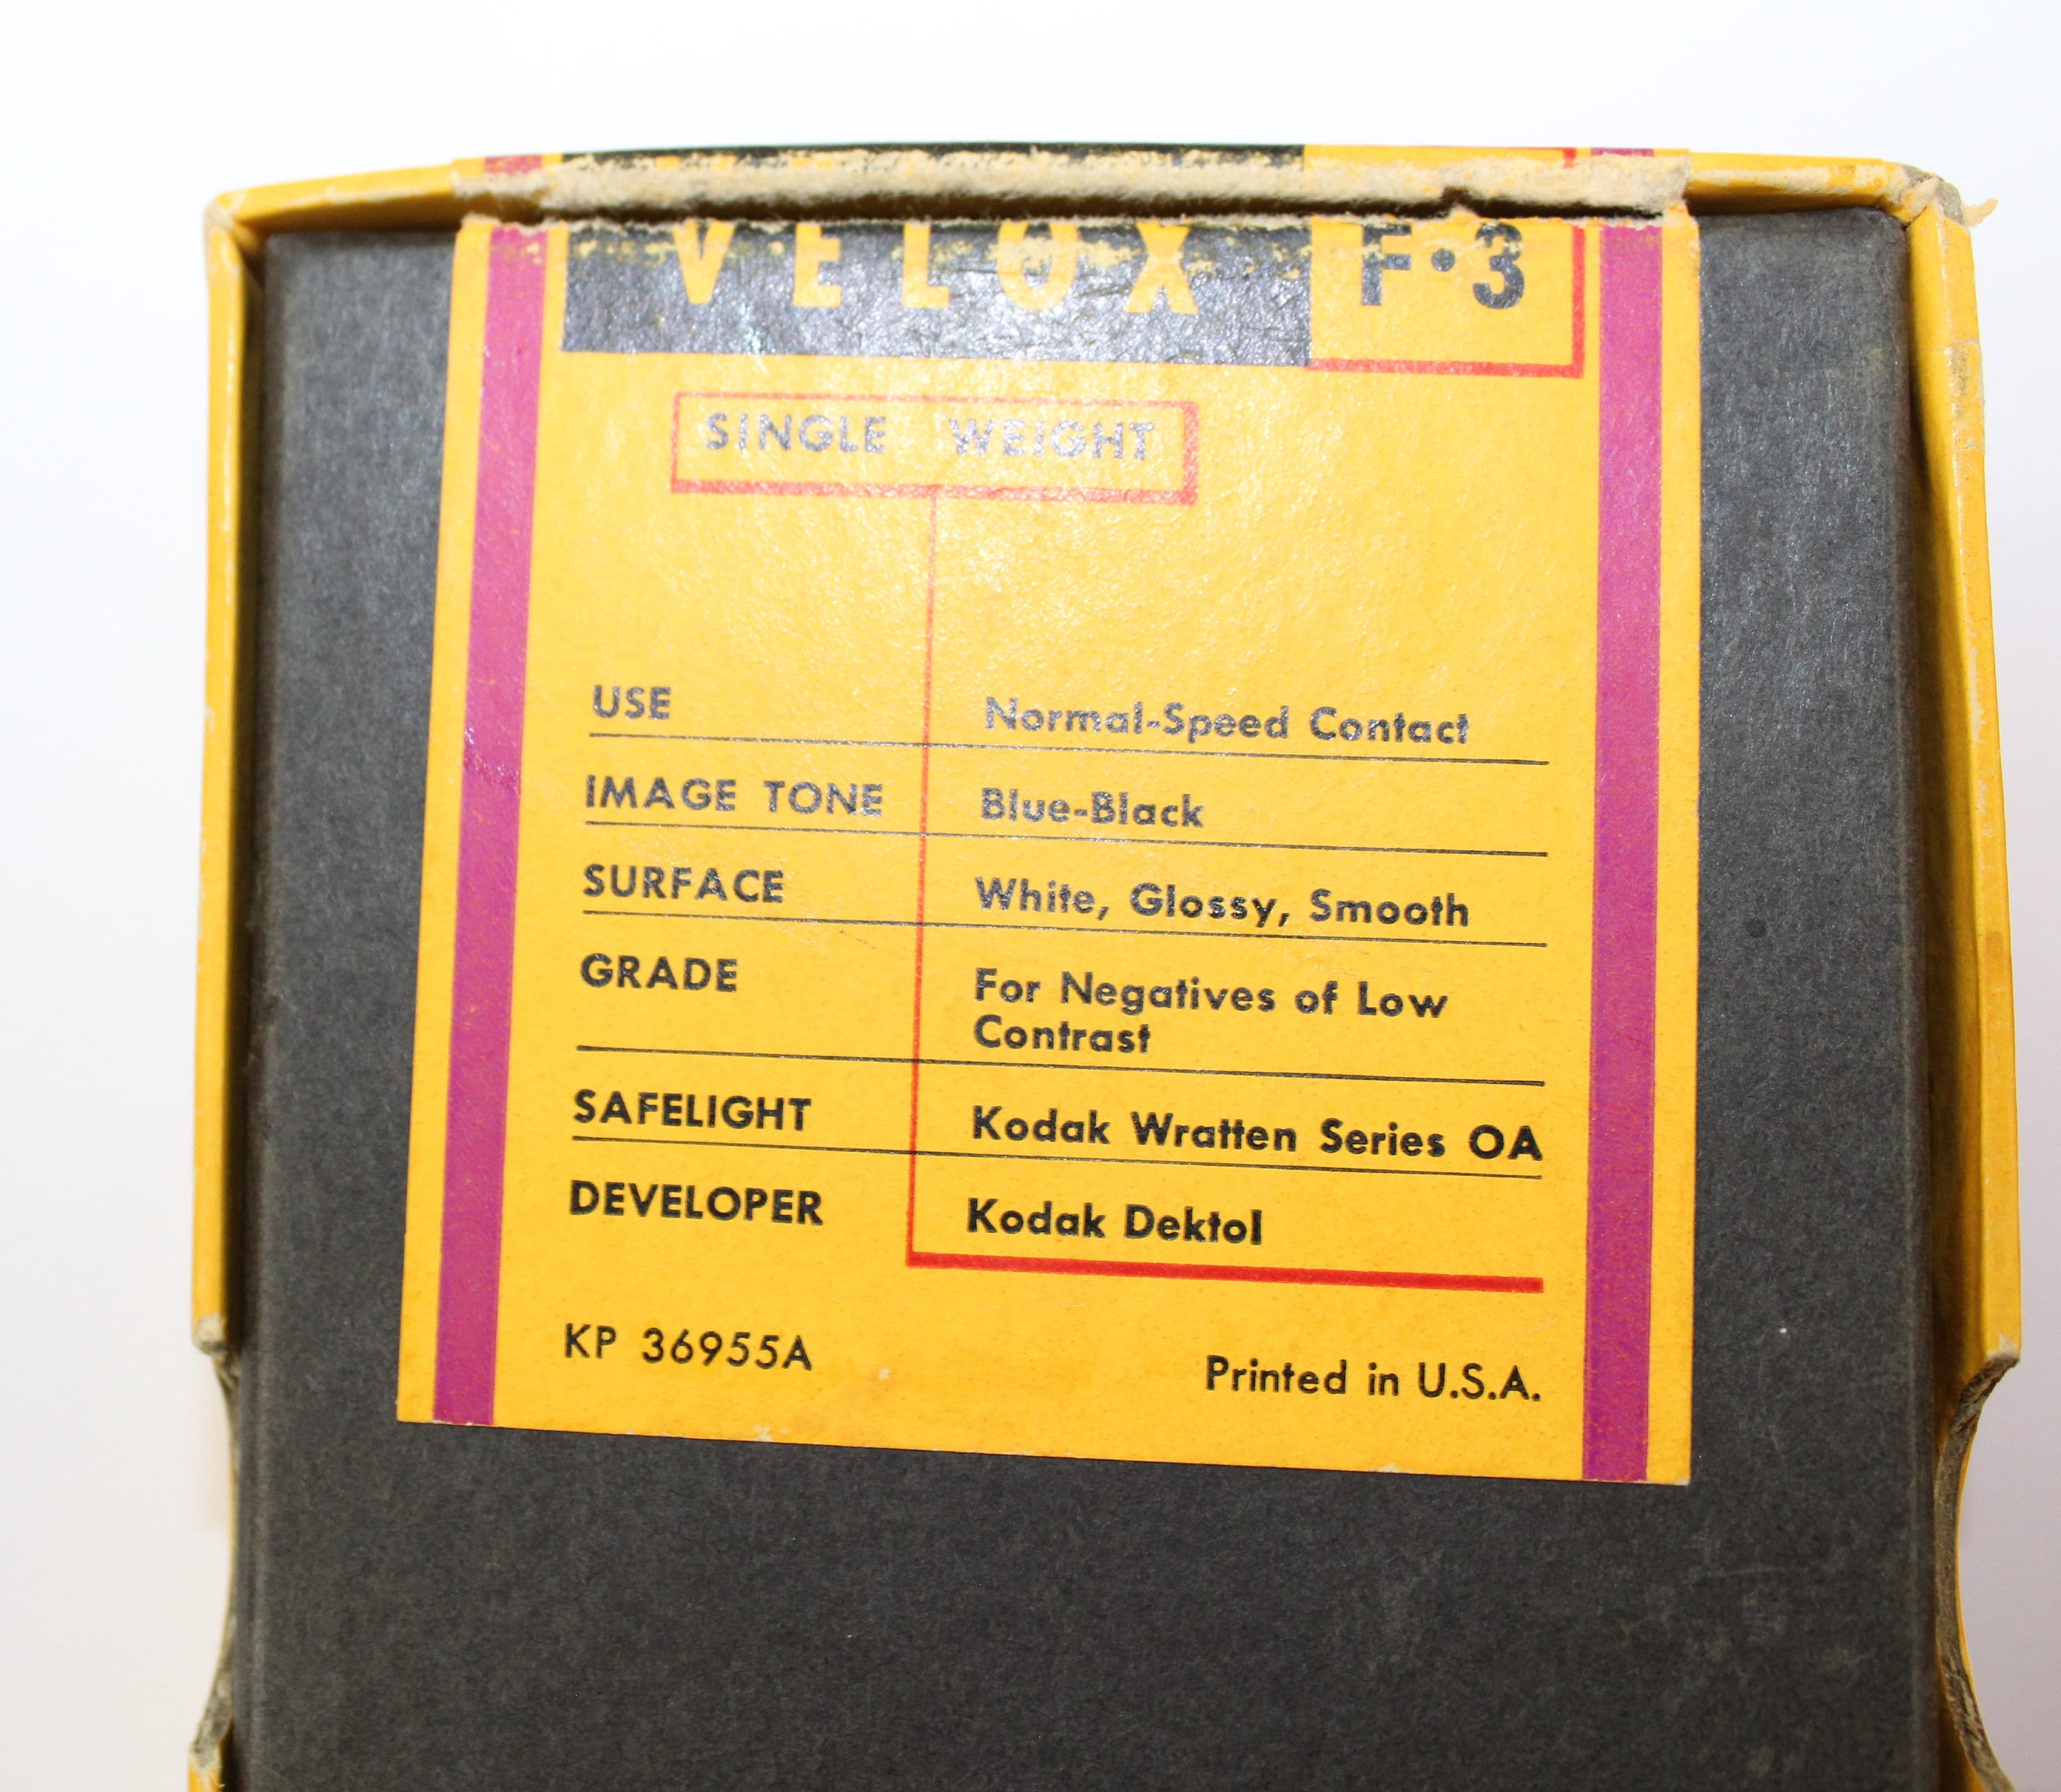 VELOX F·3
SINGLE WEIGHT
USE Normal-Speed Contact
IMAGE TONE Blue-Black
SURFACE White, Glossy, Smooth
GRADE For Negatives of Low
Contrast
SAFELIGHT Kodak Wratten Series OA
DEVELOPER Kodak Dektol
KP 36955A Printed in U.S.A.